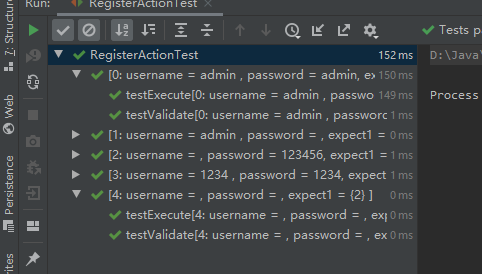 Run: RegisterActionTest
Tests p
RegisterActionTest 152 ms
D:\Java\
[0: username = admin , password = admin, ex 150 ms
testExecute[0: username = admin , passwo 149 ms
Process
testValidate[0: username = admin , passwor 1 ms
[1: username = admin , password = , expect1 = 0 ms
[2: username = , password = 123456, expect1 = 1 ms
[3: username = 1234 , password = 1234, expect 1 ms
[4: username = , password = , expect1 = {2} ] 0 ms
testExecute[4: username = , password = , exp 0 ms
testValidate[4: username = , password = , ex 0 ms
7: Structure
Web
Persistence